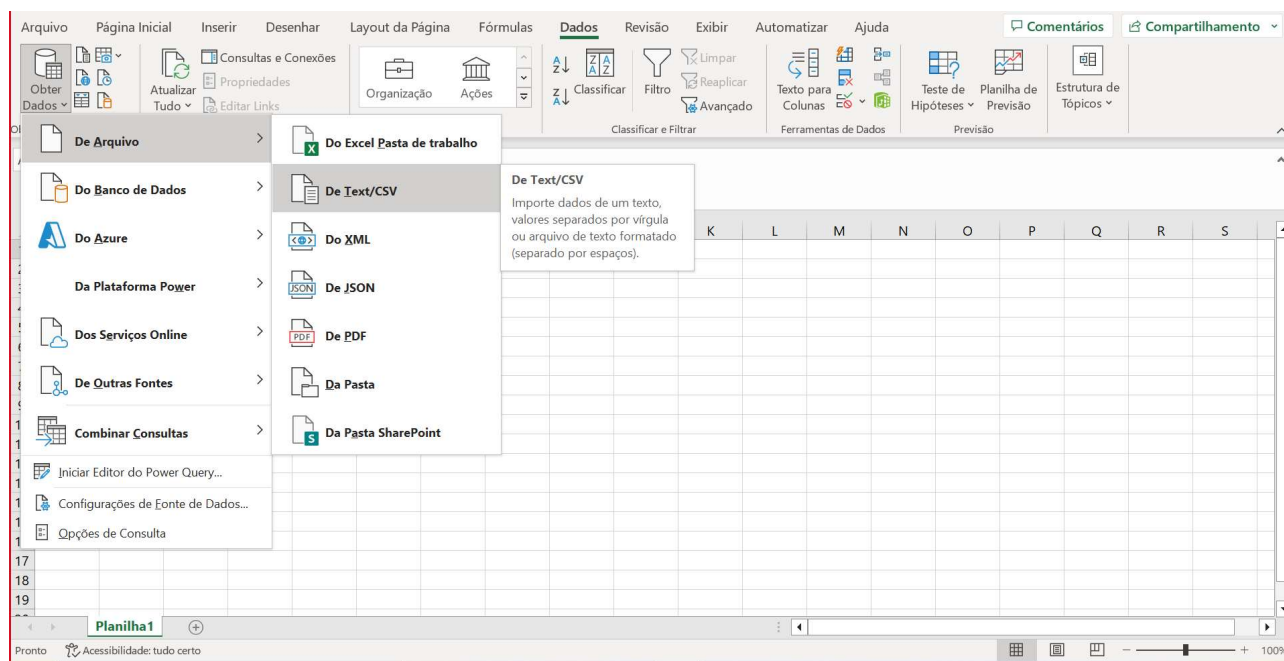 Arquivo Página Inicial Inserir Desenhar Layout da Página Fórmulas Dados Revisão Exibir Automatizar Ajuda Comentários Compartilhamento
Obter
Dados
Atualizar
Tudo
Consultas e Conexões
Propriedades
Editar Links
Organização Ações
Classificar
Filtro
Limpar
Reaplicar
Avançado
Classificar e Filtrar
Texto para
Colunas
Ferramentas de Dados
Teste de
Hipóteses
Planilha de
Previsão
Previsão
Estrutura de
Tópicos
De Arquivo
Do Banco de Dados
Do Azure
Da Plataforma Power
Dos Serviços Online
De Outras Fontes
Combinar Consultas
Iniciar Editor do Power Query...
Configurações de Fonte de Dados...
Opções de Consulta
Do Excel Pasta de trabalho
De Text/CSV
Do XML
JSON De JSON
PDF De PDF
Da Pasta
Da Pasta SharePoint
De Text/CSV
Importe dados de um texto,
valores separados por vírgula
ou arquivo de texto formatado
(separado por espaços).
K L M N O P Q R S
17
18
19
Planilha1
Pronto Acessibilidade: tudo certo